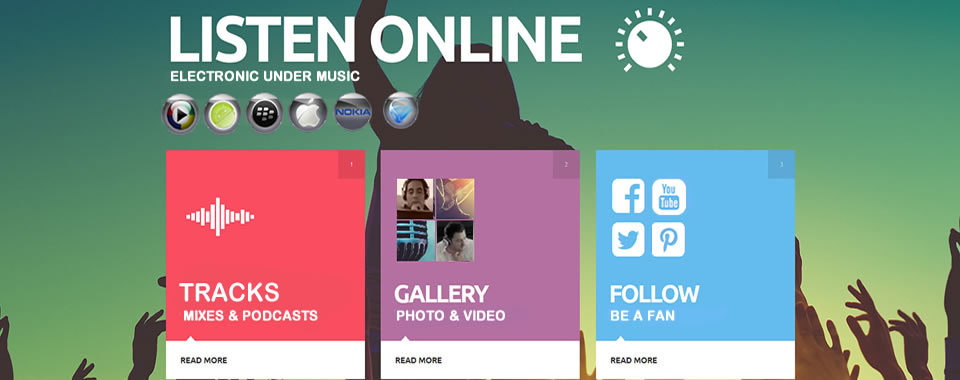 LISTEN ONLINE
ELECTRONIC UNDER MUSIC
NOKIA
1
2
3
You
Tube
TRACKS
MIXES & PODCASTS
GALLERY
PHOTO & VIDEO
FOLLOW
BE A FAN
READ MORE
READ MORE
READ MORE